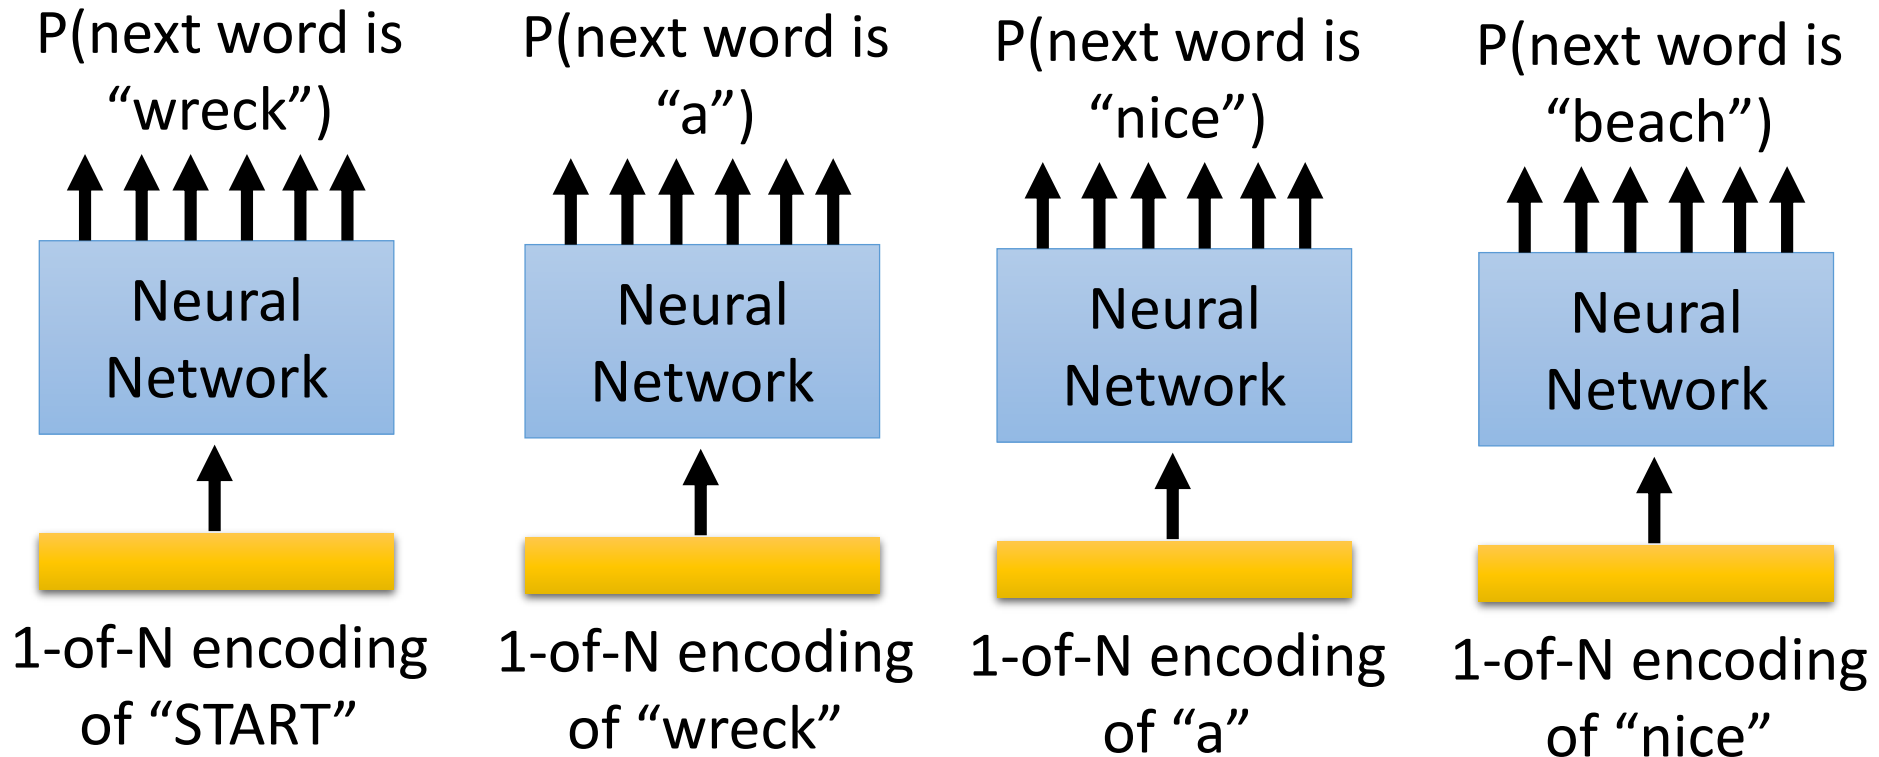 P(next word is
“wreck”)
P(next word is
“a”)
P(next word is
“nice”)
P(next word is
“beach”)
Neural
Network
Neural
Network
Neural
Network
Neural
Network
1-of-N encoding
of “START”
1-of-N encoding
of “wreck”
1-of-N encoding
of “a”
1-of-N encoding
of “nice”